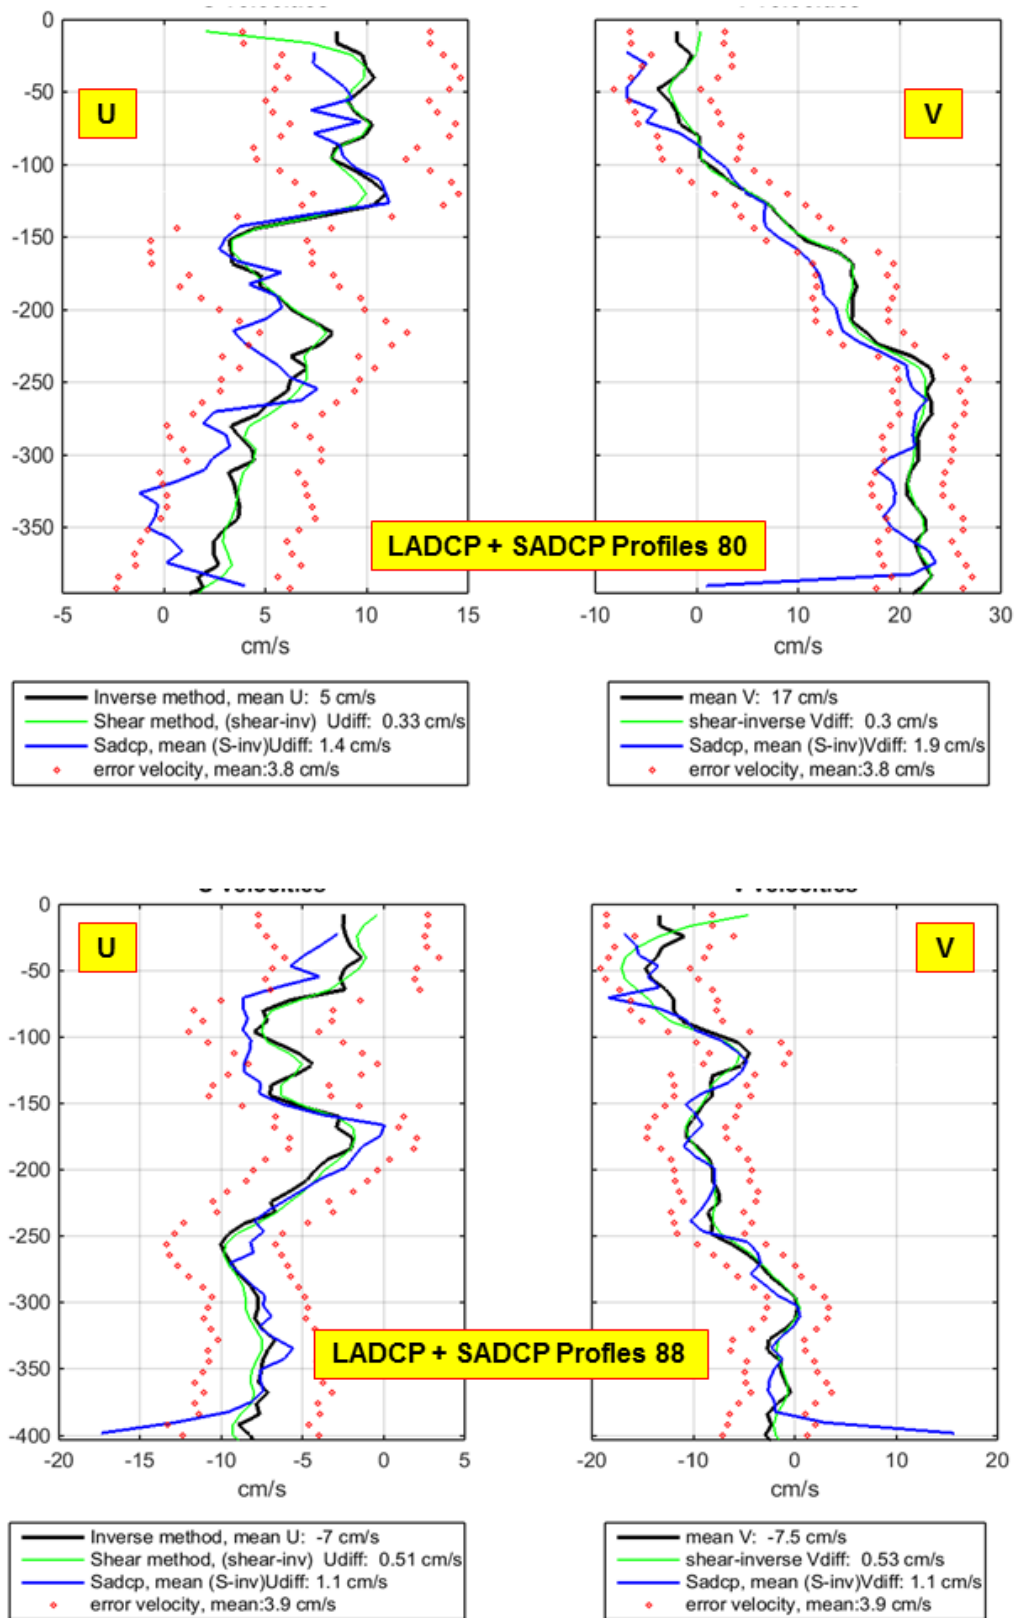 U velocities
V velocities
0
-50
-100
-150
-200
-250
-300
-350
U
V
LADCP + SADCP Profiles 80
-5 0 5 10 15
-10 0 10 20 30
cm/s
cm/s
Inverse method, mean U: 5 cm/s
Shear method, (shear-inv) Udiff: 0.33 cm/s
Sadcp, mean (S-inv)Udiff: 1.4 cm/s
error velocity, mean:3.8 cm/s
mean V: 17 cm/s
shear-inverse Vdiff: 0.3 cm/s
Sadcp, mean (S-inv)Vdiff: 1.9 cm/s
error velocity, mean:3.8 cm/s
U velocities
V velocities
0
-50
-100
-150
-200
-250
-300
-350
-400
U
V
LADCP + SADCP Profles 88
-20 -15 -10 -5 0 5
-20 -10 0 10 20
cm/s
cm/s
Inverse method, mean U: -7 cm/s
Shear method, (shear-inv) Udiff: 0.51 cm/s
Sadcp, mean (S-inv)Udiff: 1.1 cm/s
error velocity, mean:3.9 cm/s
mean V: -7.5 cm/s
shear-inverse Vdiff: 0.53 cm/s
Sadcp, mean (S-inv)Vdiff: 1.1 cm/s
error velocity, mean:3.9 cm/s